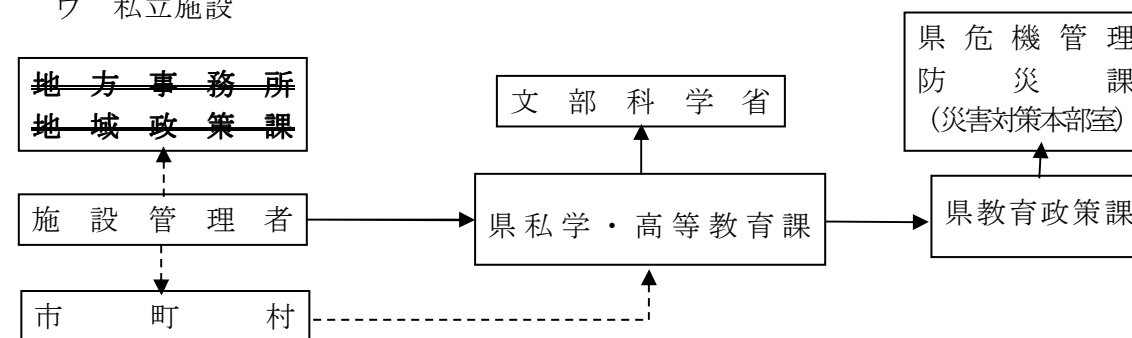 ウ 私立施設
県危機管理
防災課
(災害対策本部室)
地方事務所
地域政策課
文部科学省
施設管理者
県私学・高等教育課
県教育政策課
市町村